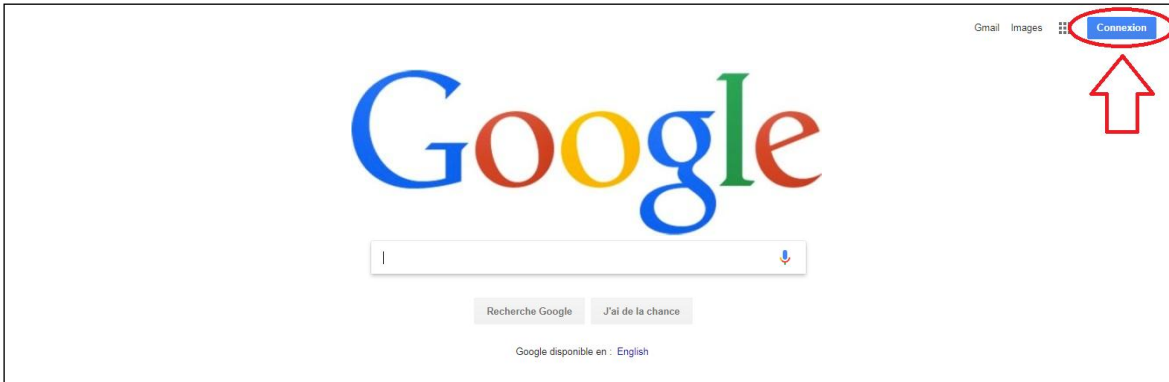 Gmail Images Connexion
Google
Recherche Google J'ai de la chance
Google disponible en : English